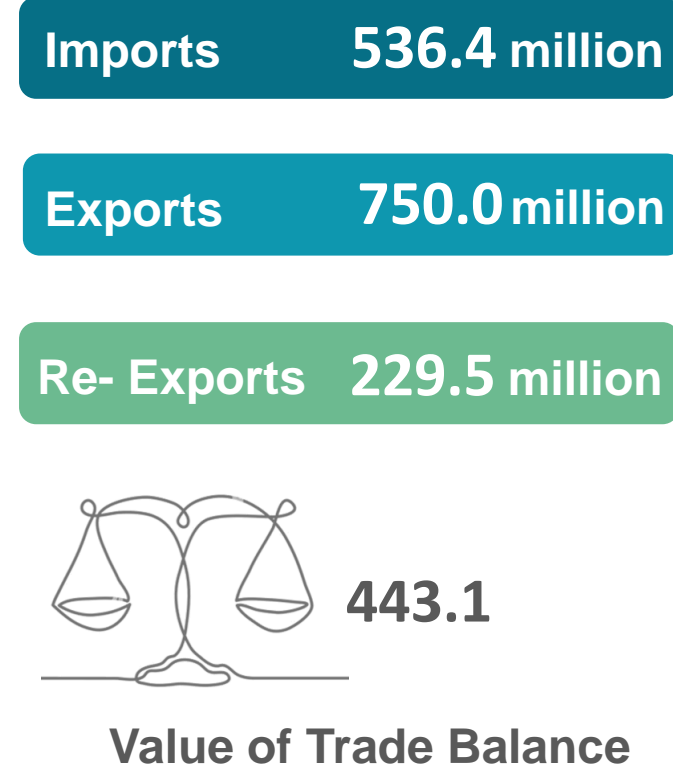 Imports 536.4 million
Exports 750.0 million
Re- Exports 229.5 million
443.1
Value of Trade Balance